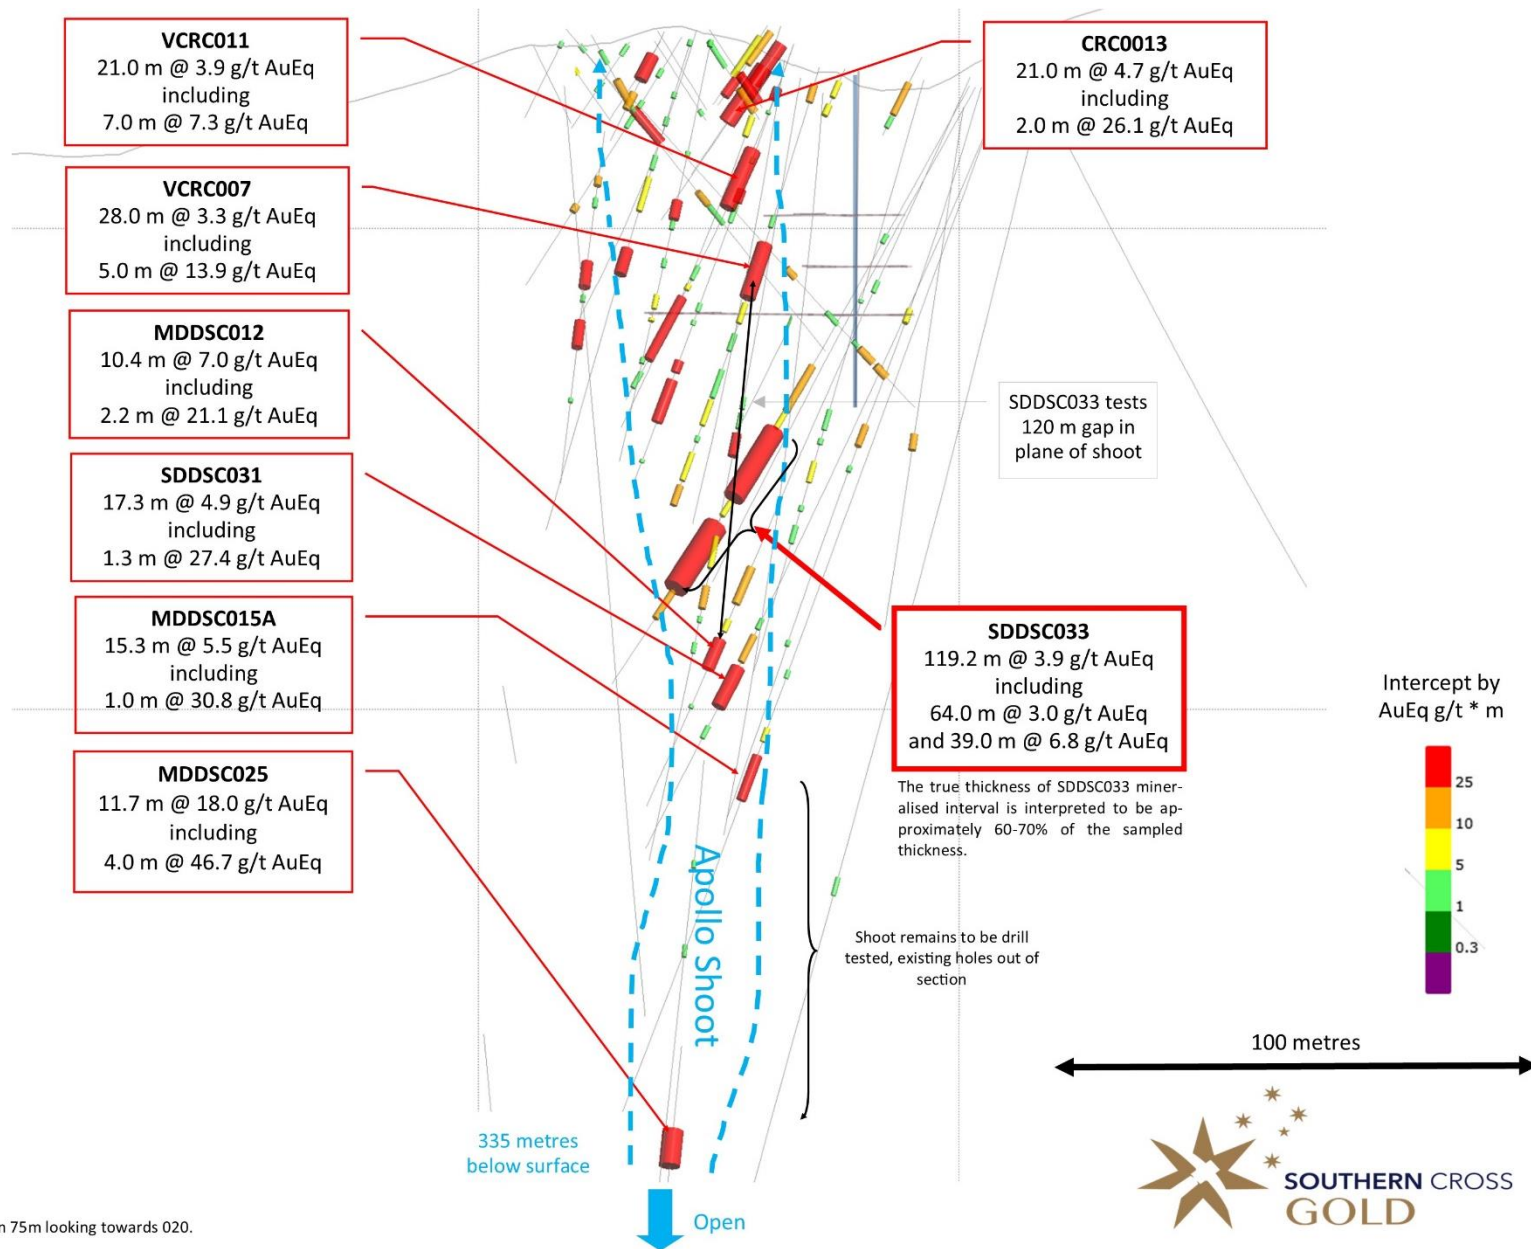 VCRC011
21.0 m @ 3.9 g/t AuEq
including
7.0 m @ 7.3 g/t AuEq
VCRC007
28.0 m @ 3.3 g/t AuEq
including
5.0 m @ 13.9 g/t AuEq
MDDSC012
10.4 m @ 7.0 g/t AuEq
including
2.2 m @ 21.1 g/t AuEq
SDDSC031
17.3 m @ 4.9 g/t AuEq
including
1.3 m @ 27.4 g/t AuEq
MDDSC015A
15.3 m @ 5.5 g/t AuEq
including
1.0 m @ 30.8 g/t AuEq
MDDSC025
11.7 m @ 18.0 g/t AuEq
including
4.0 m @ 46.7 g/t AuEq
CRC0013
21.0 m @ 4.7 g/t AuEq
including
2.0 m @ 26.1 g/t AuEq
SDDSC033 tests
120 m gap in
plane of shoot
SDDSC033
119.2 m @ 3.9 g/t AuEq
including
64.0 m @ 3.0 g/t AuEq
and 39.0 m @ 6.8 g/t AuEq
The true thickness of SDDSC033 miner-
alised interval is interpreted to be ap-
proximately 60-70% of the sampled
thickness.
Intercept by
AuEq g/t * m
25
10
5
1
0.3
Apollo Shoot
Shoot remains to be drill
tested, existing holes out of
section
100 metres
335 metres
below surface
Open
SOUTHERN CROSS
GOLD
75m looking towards 020.